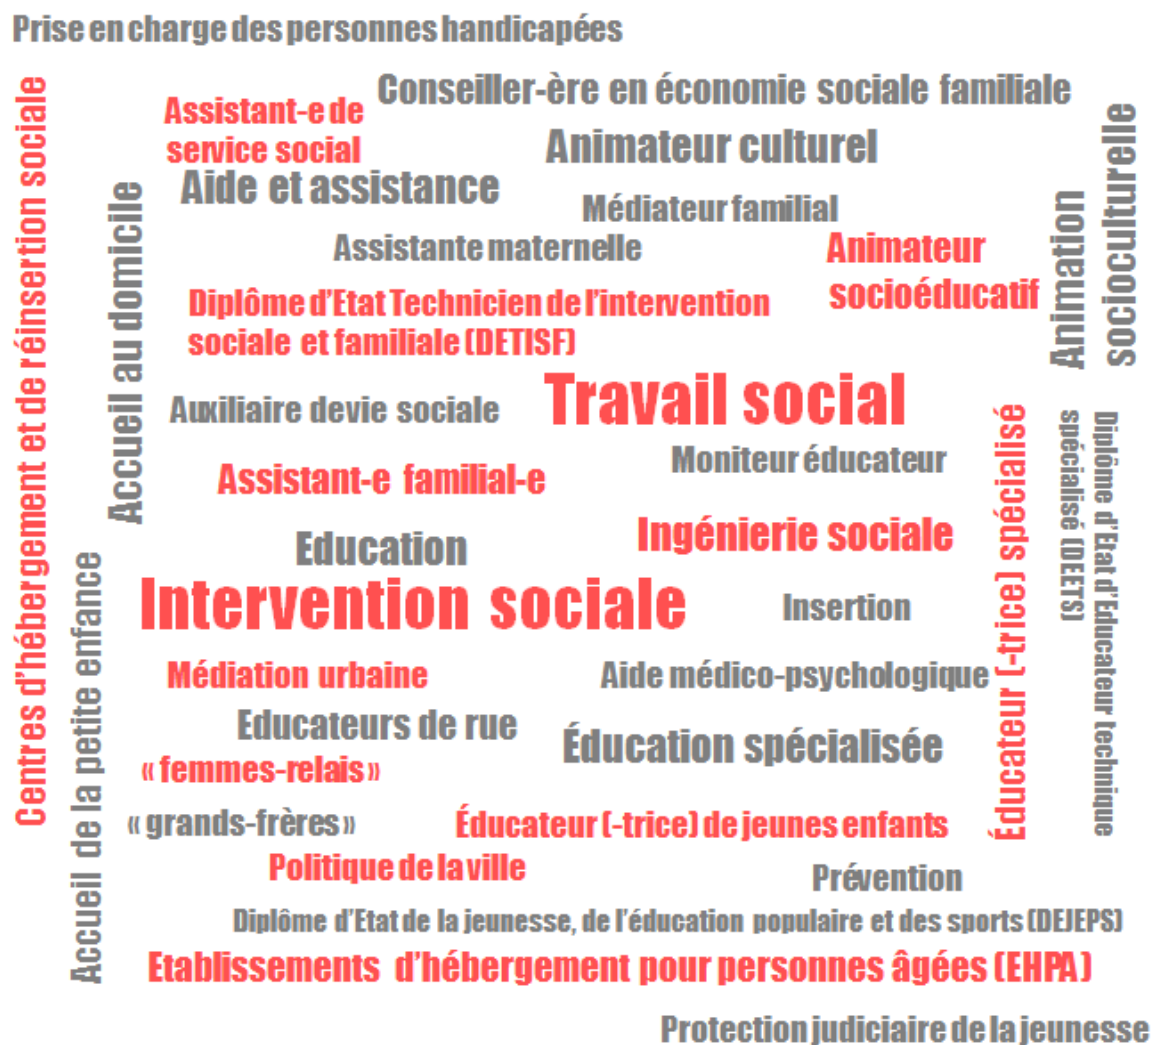 Prise en charge des personnes handicapées
Centres d'hébergement et de réinsertion sociale
Conseiller-ère en économie sociale familiale
Assistant-e de
service social
Animateur culturel
Animation
socioculturelle
Aide et assistance
Accueil au domicile
Médiateur familial
Assistante maternelle
Animateur
socioéducatif
Diplôme d'Etat Technicien de l'intervention
sociale et familiale (DETISF)
Travail social
Auxiliaire de vie sociale
Éducateur (-trice) spécialisé
Diplôme d'Etat d'Educateur technique
spécialisé (DEETS)
Moniteur éducateur
Assistant-e familial-e
Ingénierie sociale
Education
Accueil de la petite enfance
Intervention sociale
Insertion
Médiation urbaine
Aide médico-psychologique
Educateurs de rue
Éducation spécialisée
« femmes-relais »
« grands-frères »
Éducateur (-trice) de jeunes enfants
Politique de la ville
Prévention
Diplôme d'Etat de la jeunesse, de l'éducation populaire et des sports (DEJEPS)
Etablissements d'hébergement pour personnes âgées (EHPA)
Protection judiciaire de la jeunesse